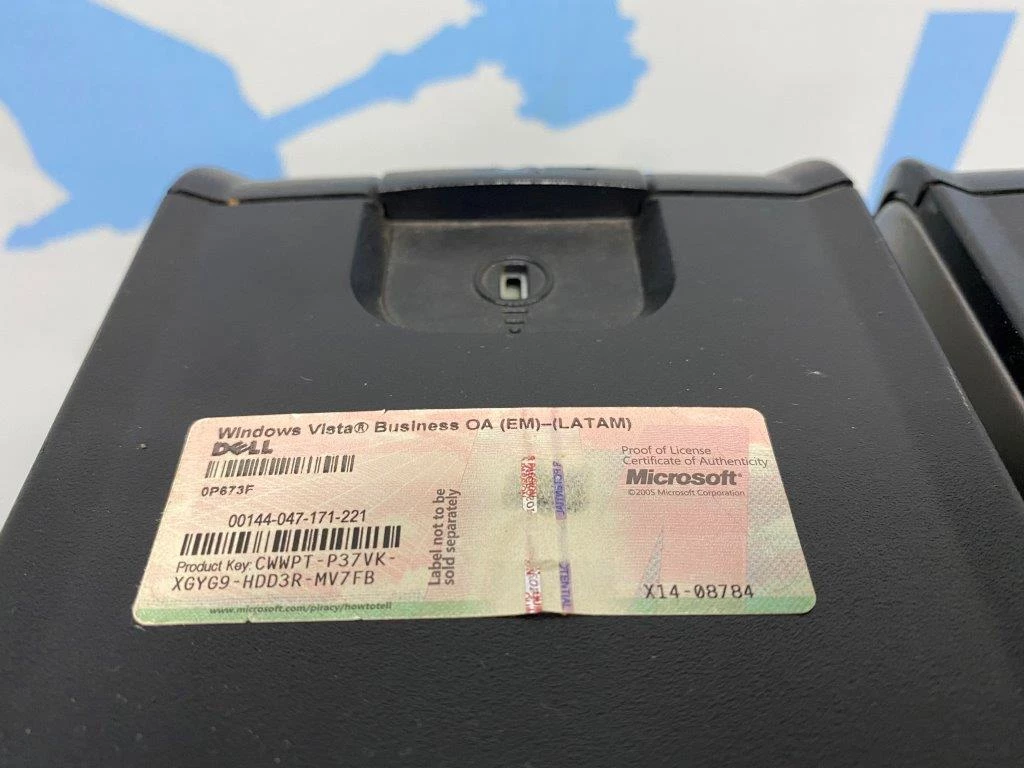 Windows Vista® Business OA (EM)-(LATAM)
DELL
0P673F
00144-047-171-221
Product Key: CWWPT-P37VK-
XGYG9-HDD3R-MV7FB
www.microsoft.com/piracy/howtotell
Label not to be
sold separately
Proof of License
Certificate of Authenticity
Microsoft®
©2005 Microsoft Corporation
X14-08784